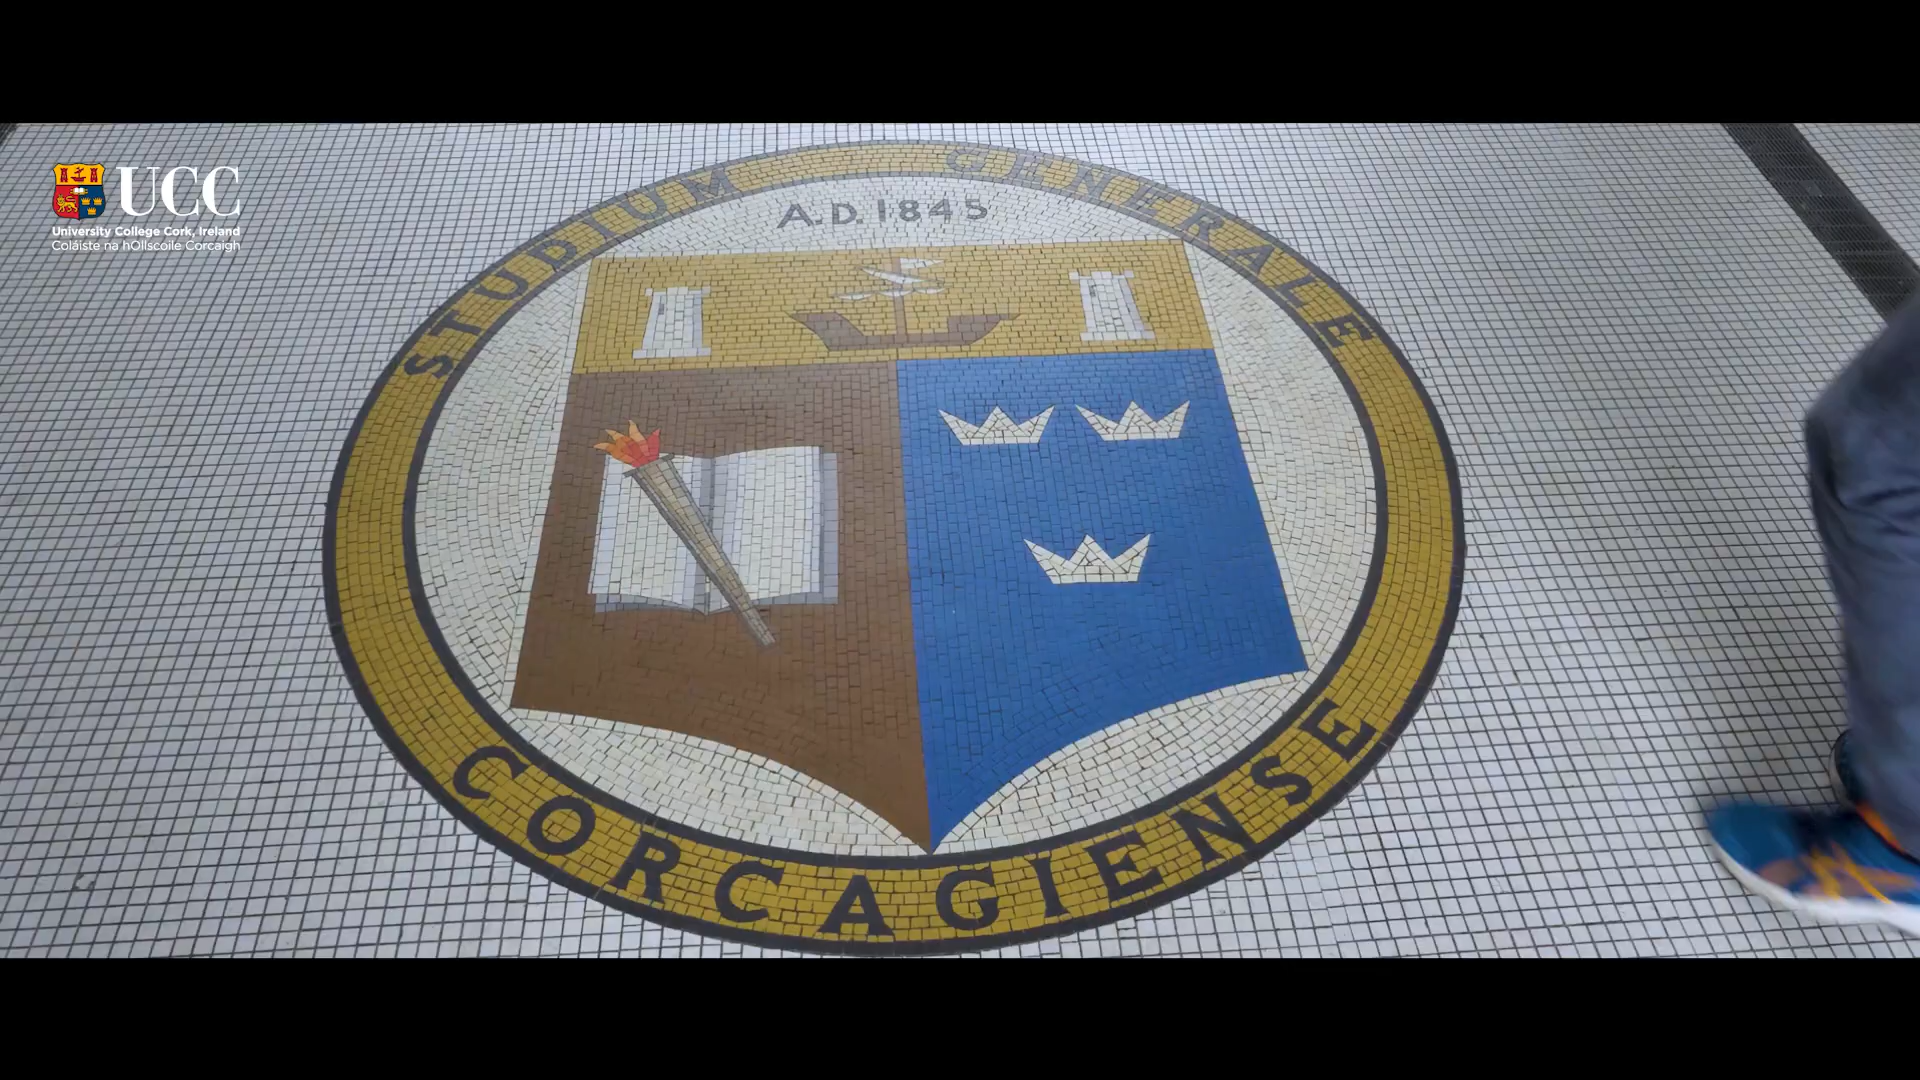 UCC
University College Cork, Ireland
Coláiste na hOllscoile Corcaigh
STUDIUM GENERALE
A.D. 1845
CORCAGIENSE